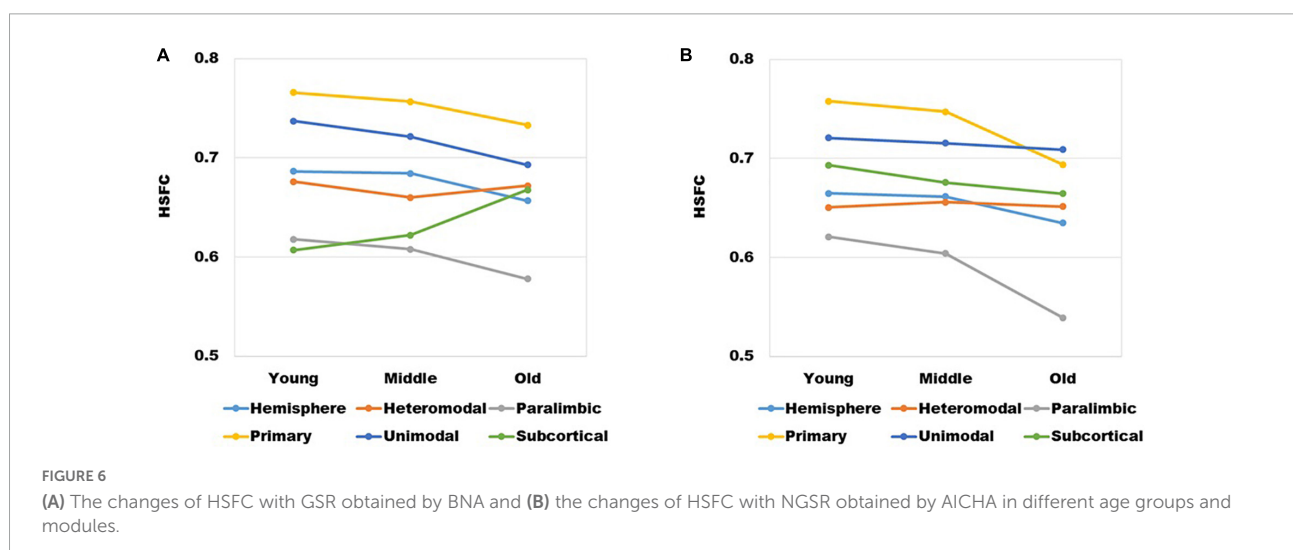 A
B
0.8
0.7
0.6
0.5
HSFC
Young Middle Old
Hemisphere Heteromodal Paralimbic
Primary Unimodal Subcortical
0.8
0.7
0.6
0.5
HSFC
Young Middle Old
Hemisphere Heteromodal Paralimbic
Primary Unimodal Subcortical
FIGURE 6
(A) The changes of HSFC with GSR obtained by BNA and (B) the changes of HSFC with NGSR obtained by AICHA in different age groups and
modules.